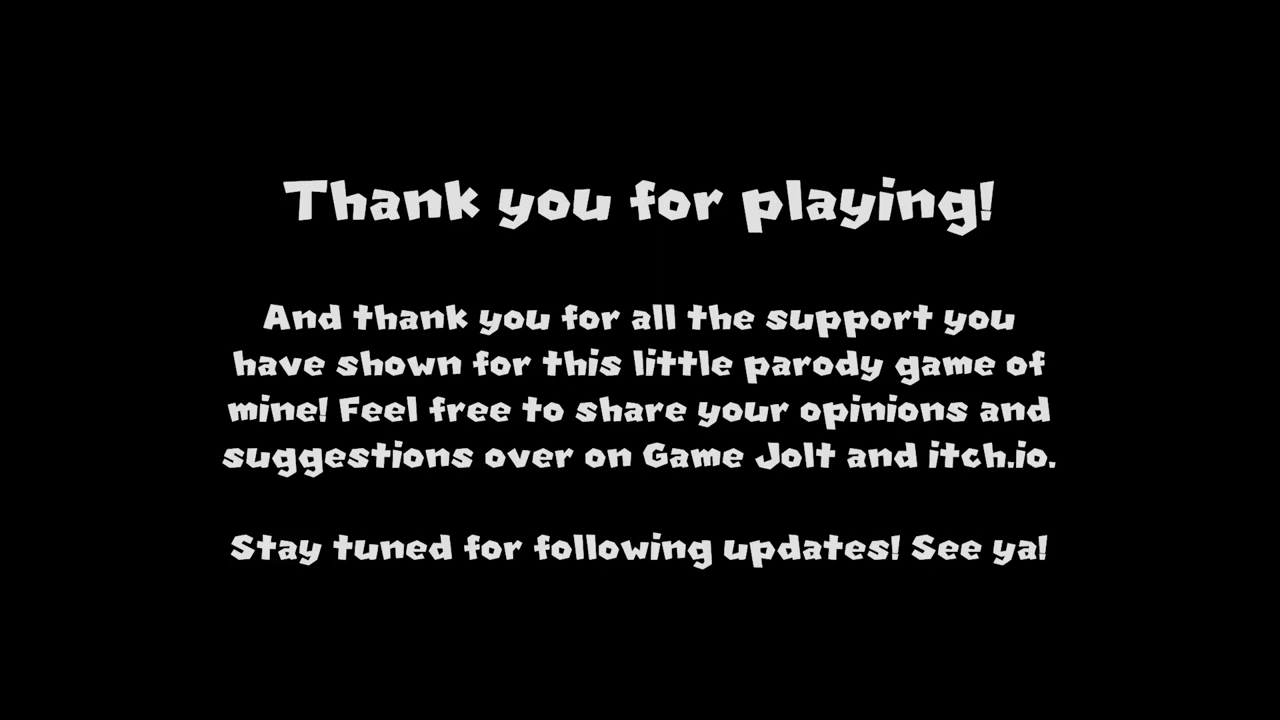 Thank you for playing!
And thank you for all the support you
have shown for this little parody game of
mine! Feel free to share your opinions and
suggestions over on Game Jolt and itch.io.
Stay tuned for following updates! See ya!